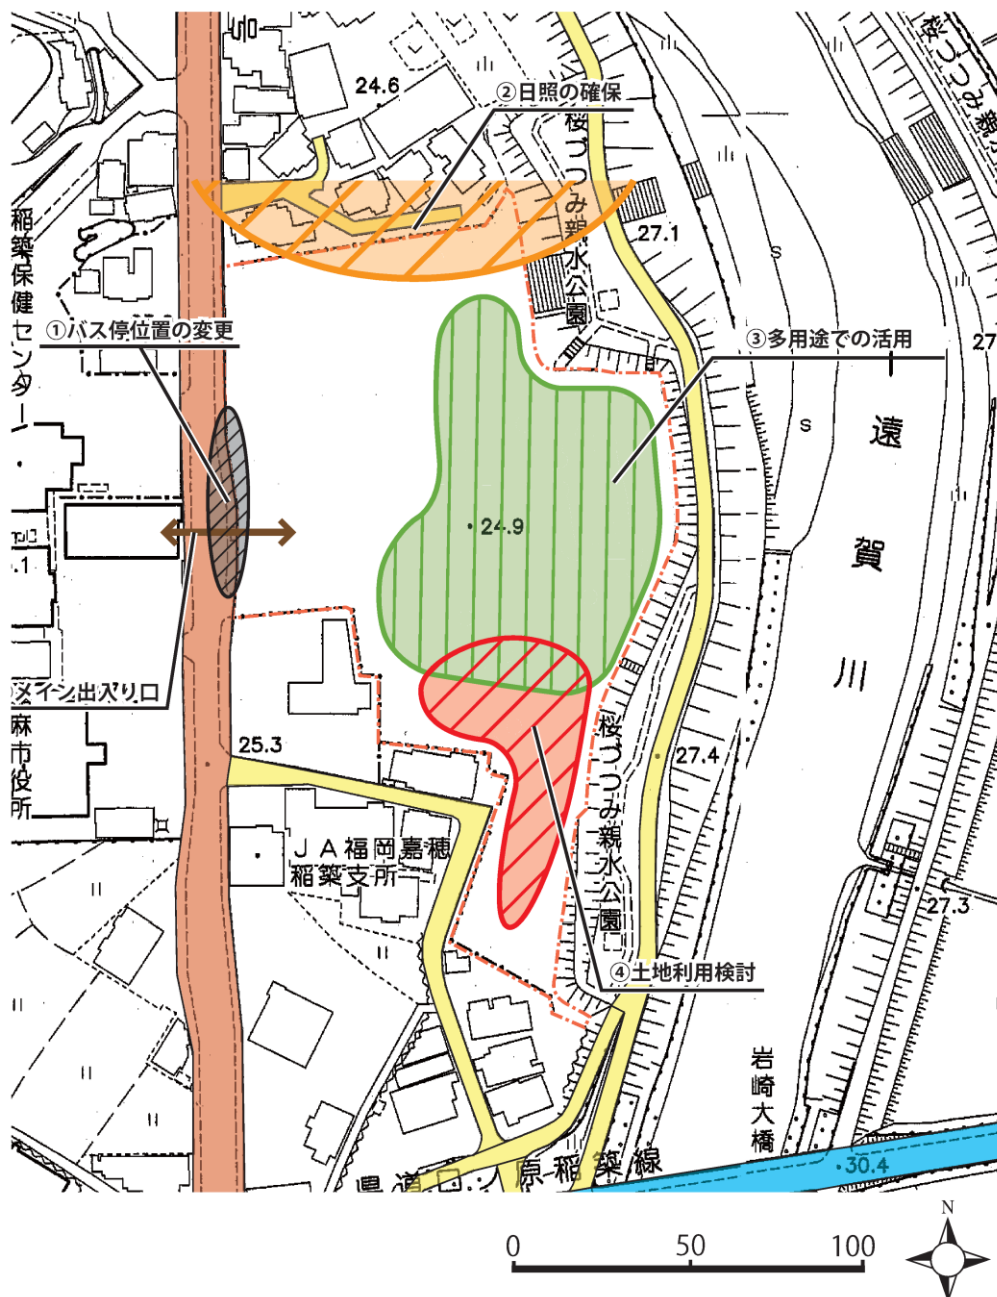 24.6
②日照の確保
桜づつみ親水公園
27.1
稲築保健センター
①バス停位置の変更
③多用途での活用
27
遠賀川
S
S
24.9
.1
メイン出入り口
麻市役所
25.3
27.4
桜づつみ親水公園
JA福岡嘉穂
稲築支所
27.3
④土地利用検討
岩崎大橋
原稲築線
30.4
N
0 50 100